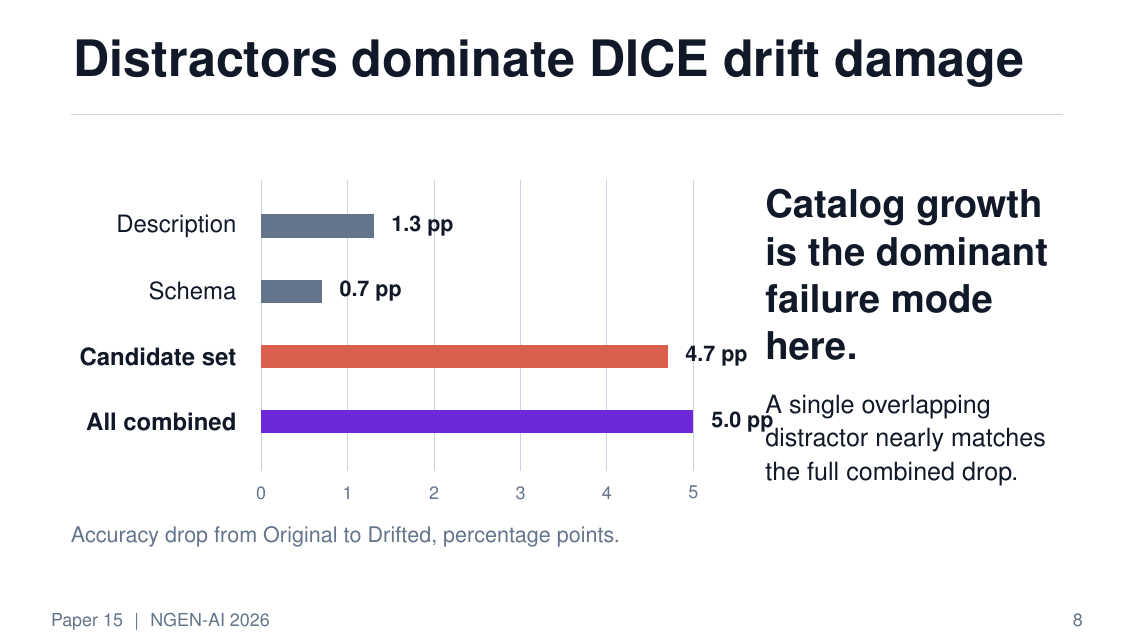 Distractors dominate DICE drift damage
Description
1.3 pp
Schema
0.7 pp
Candidate set
4.7 pp
All combined
5.0 pp
0 1 2 3 4 5
Accuracy drop from Original to Drifted, percentage points.
Catalog growth
is the dominant
failure mode
here.
A single overlapping
distractor nearly matches
the full combined drop.
Paper 15 | NGEN-AI 2026
8